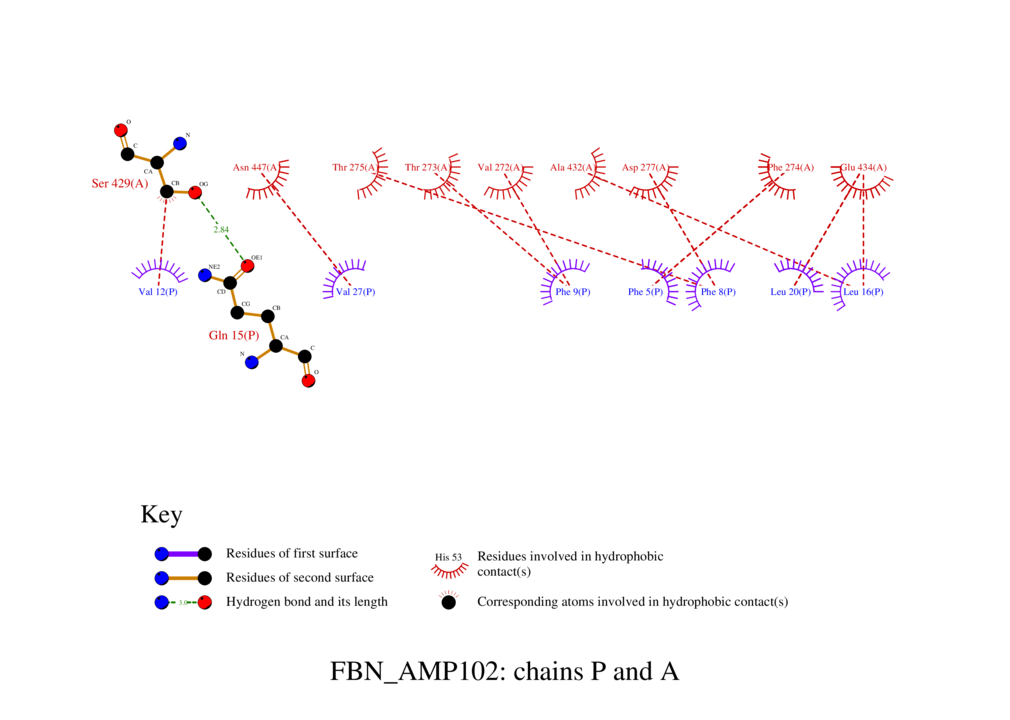 O
C
N
CA
CB
OG
Ser 429(A)
Asn 447(A)
Thr 275(A)
Thr 273(A)
Val 272(A)
Ala 432(A)
Asp 277(A)
Phe 274(A)
Glu 434(A)
2.84
OE1
NE2
CD
CG
CB
CA
N
C
O
Gln 15(P)
Val 12(P)
Val 27(P)
Phe 9(P)
Phe 5(P)
Phe 8(P)
Leu 20(P)
Leu 16(P)
Key
Residues of first surface
Residues of second surface
3.0
Hydrogen bond and its length
His 53
Residues involved in hydrophobic
contact(s)
Corresponding atoms involved in hydrophobic contact(s)
FBN_AMP102: chains P and A